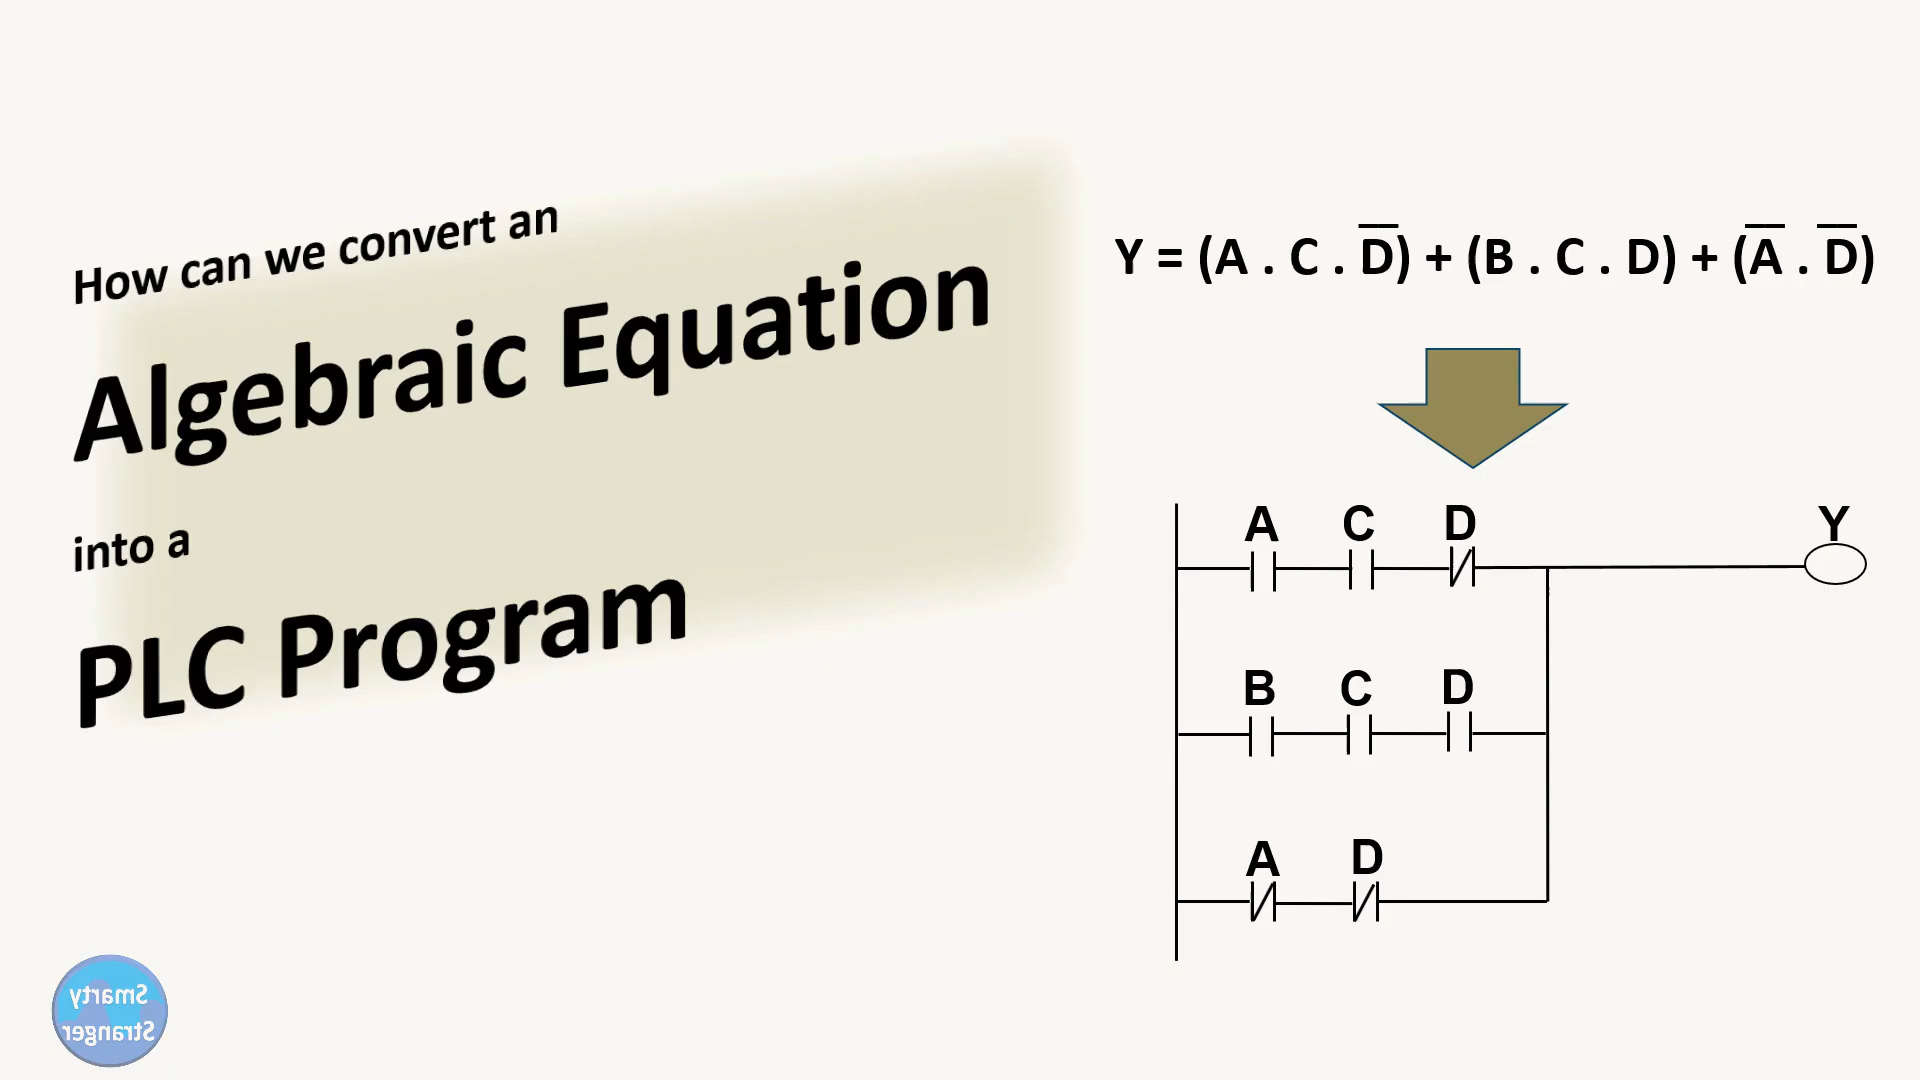 How can we convert an
Algebraic Equation
into a
PLC Program
Y = (A . C . D̅) + (B . C . D) + (A̅ . D̅)
A C D Y
B C D
A D
Smarty
Stranger